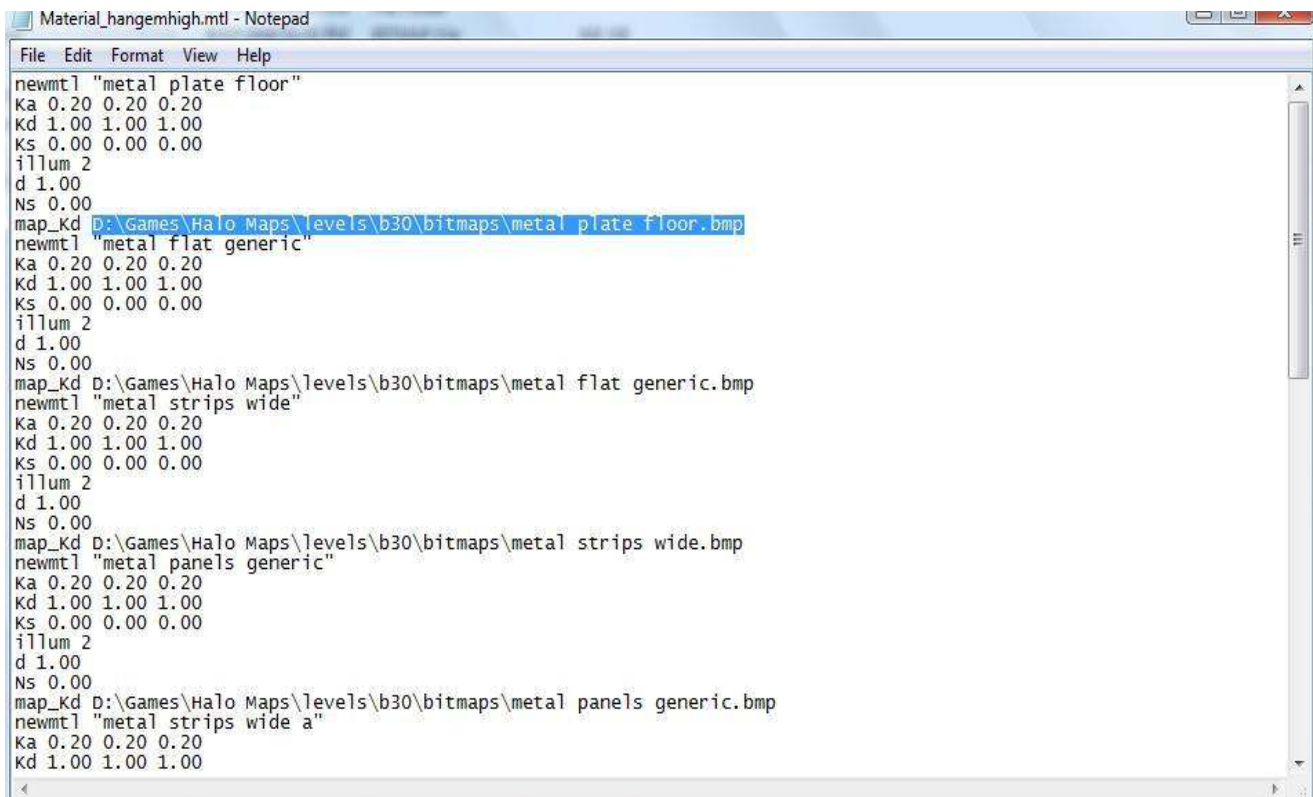 Material_hangemhigh.mtl - Notepad
File Edit Format View Help
newmtl "metal plate floor"
Ka 0.20 0.20 0.20
Kd 1.00 1.00 1.00
Ks 0.00 0.00 0.00
illum 2
d 1.00
Ns 0.00
map_Kd D:\Games\Halo Maps\levels\b30\bitmaps\metal plate floor.bmp
newmtl "metal flat generic"
Ka 0.20 0.20 0.20
Kd 1.00 1.00 1.00
Ks 0.00 0.00 0.00
illum 2
d 1.00
Ns 0.00
map_Kd D:\Games\Halo Maps\levels\b30\bitmaps\metal flat generic.bmp
newmtl "metal strips wide"
Ka 0.20 0.20 0.20
Kd 1.00 1.00 1.00
Ks 0.00 0.00 0.00
illum 2
d 1.00
Ns 0.00
map_Kd D:\Games\Halo Maps\levels\b30\bitmaps\metal strips wide.bmp
newmtl "metal panels generic"
Ka 0.20 0.20 0.20
Kd 1.00 1.00 1.00
Ks 0.00 0.00 0.00
illum 2
d 1.00
Ns 0.00
map_Kd D:\Games\Halo Maps\levels\b30\bitmaps\metal panels generic.bmp
newmtl "metal strips wide a"
Ka 0.20 0.20 0.20
Kd 1.00 1.00 1.00